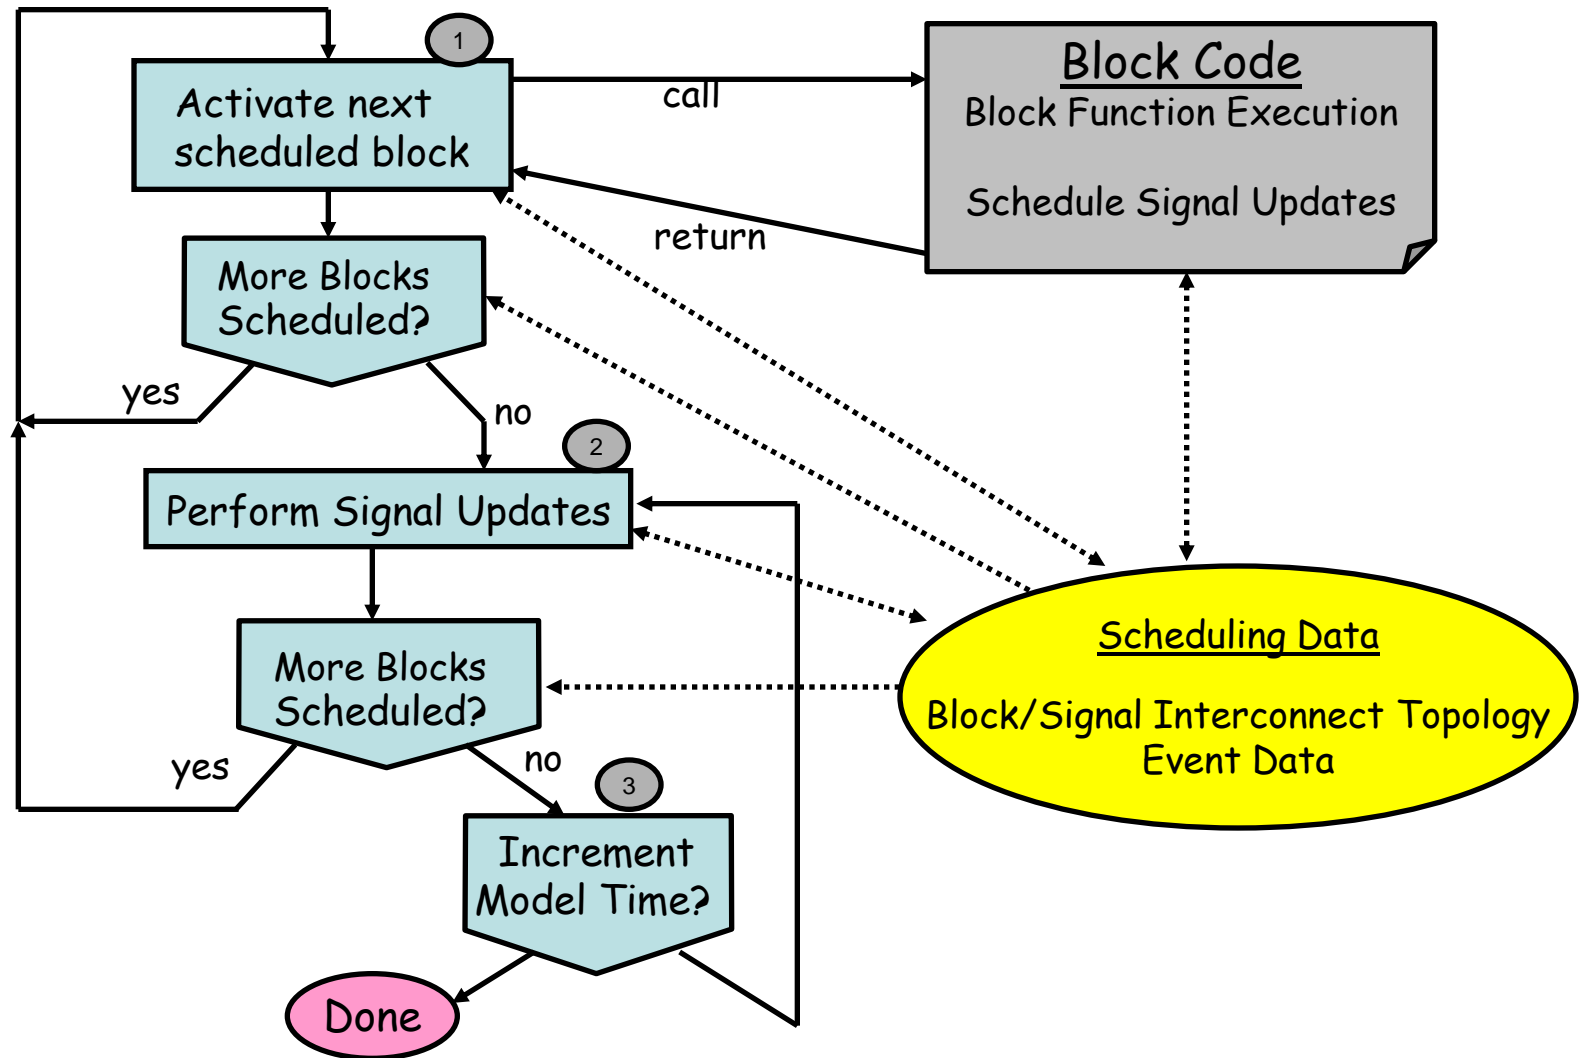 1
Activate next
scheduled block
call
return
Block Code
Block Function Execution
Schedule Signal Updates
More Blocks
Scheduled?
yes
no
2
Perform Signal Updates
More Blocks
Scheduled?
yes
no
3
Increment
Model Time?
Done
Scheduling Data
Block/Signal Interconnect Topology
Event Data